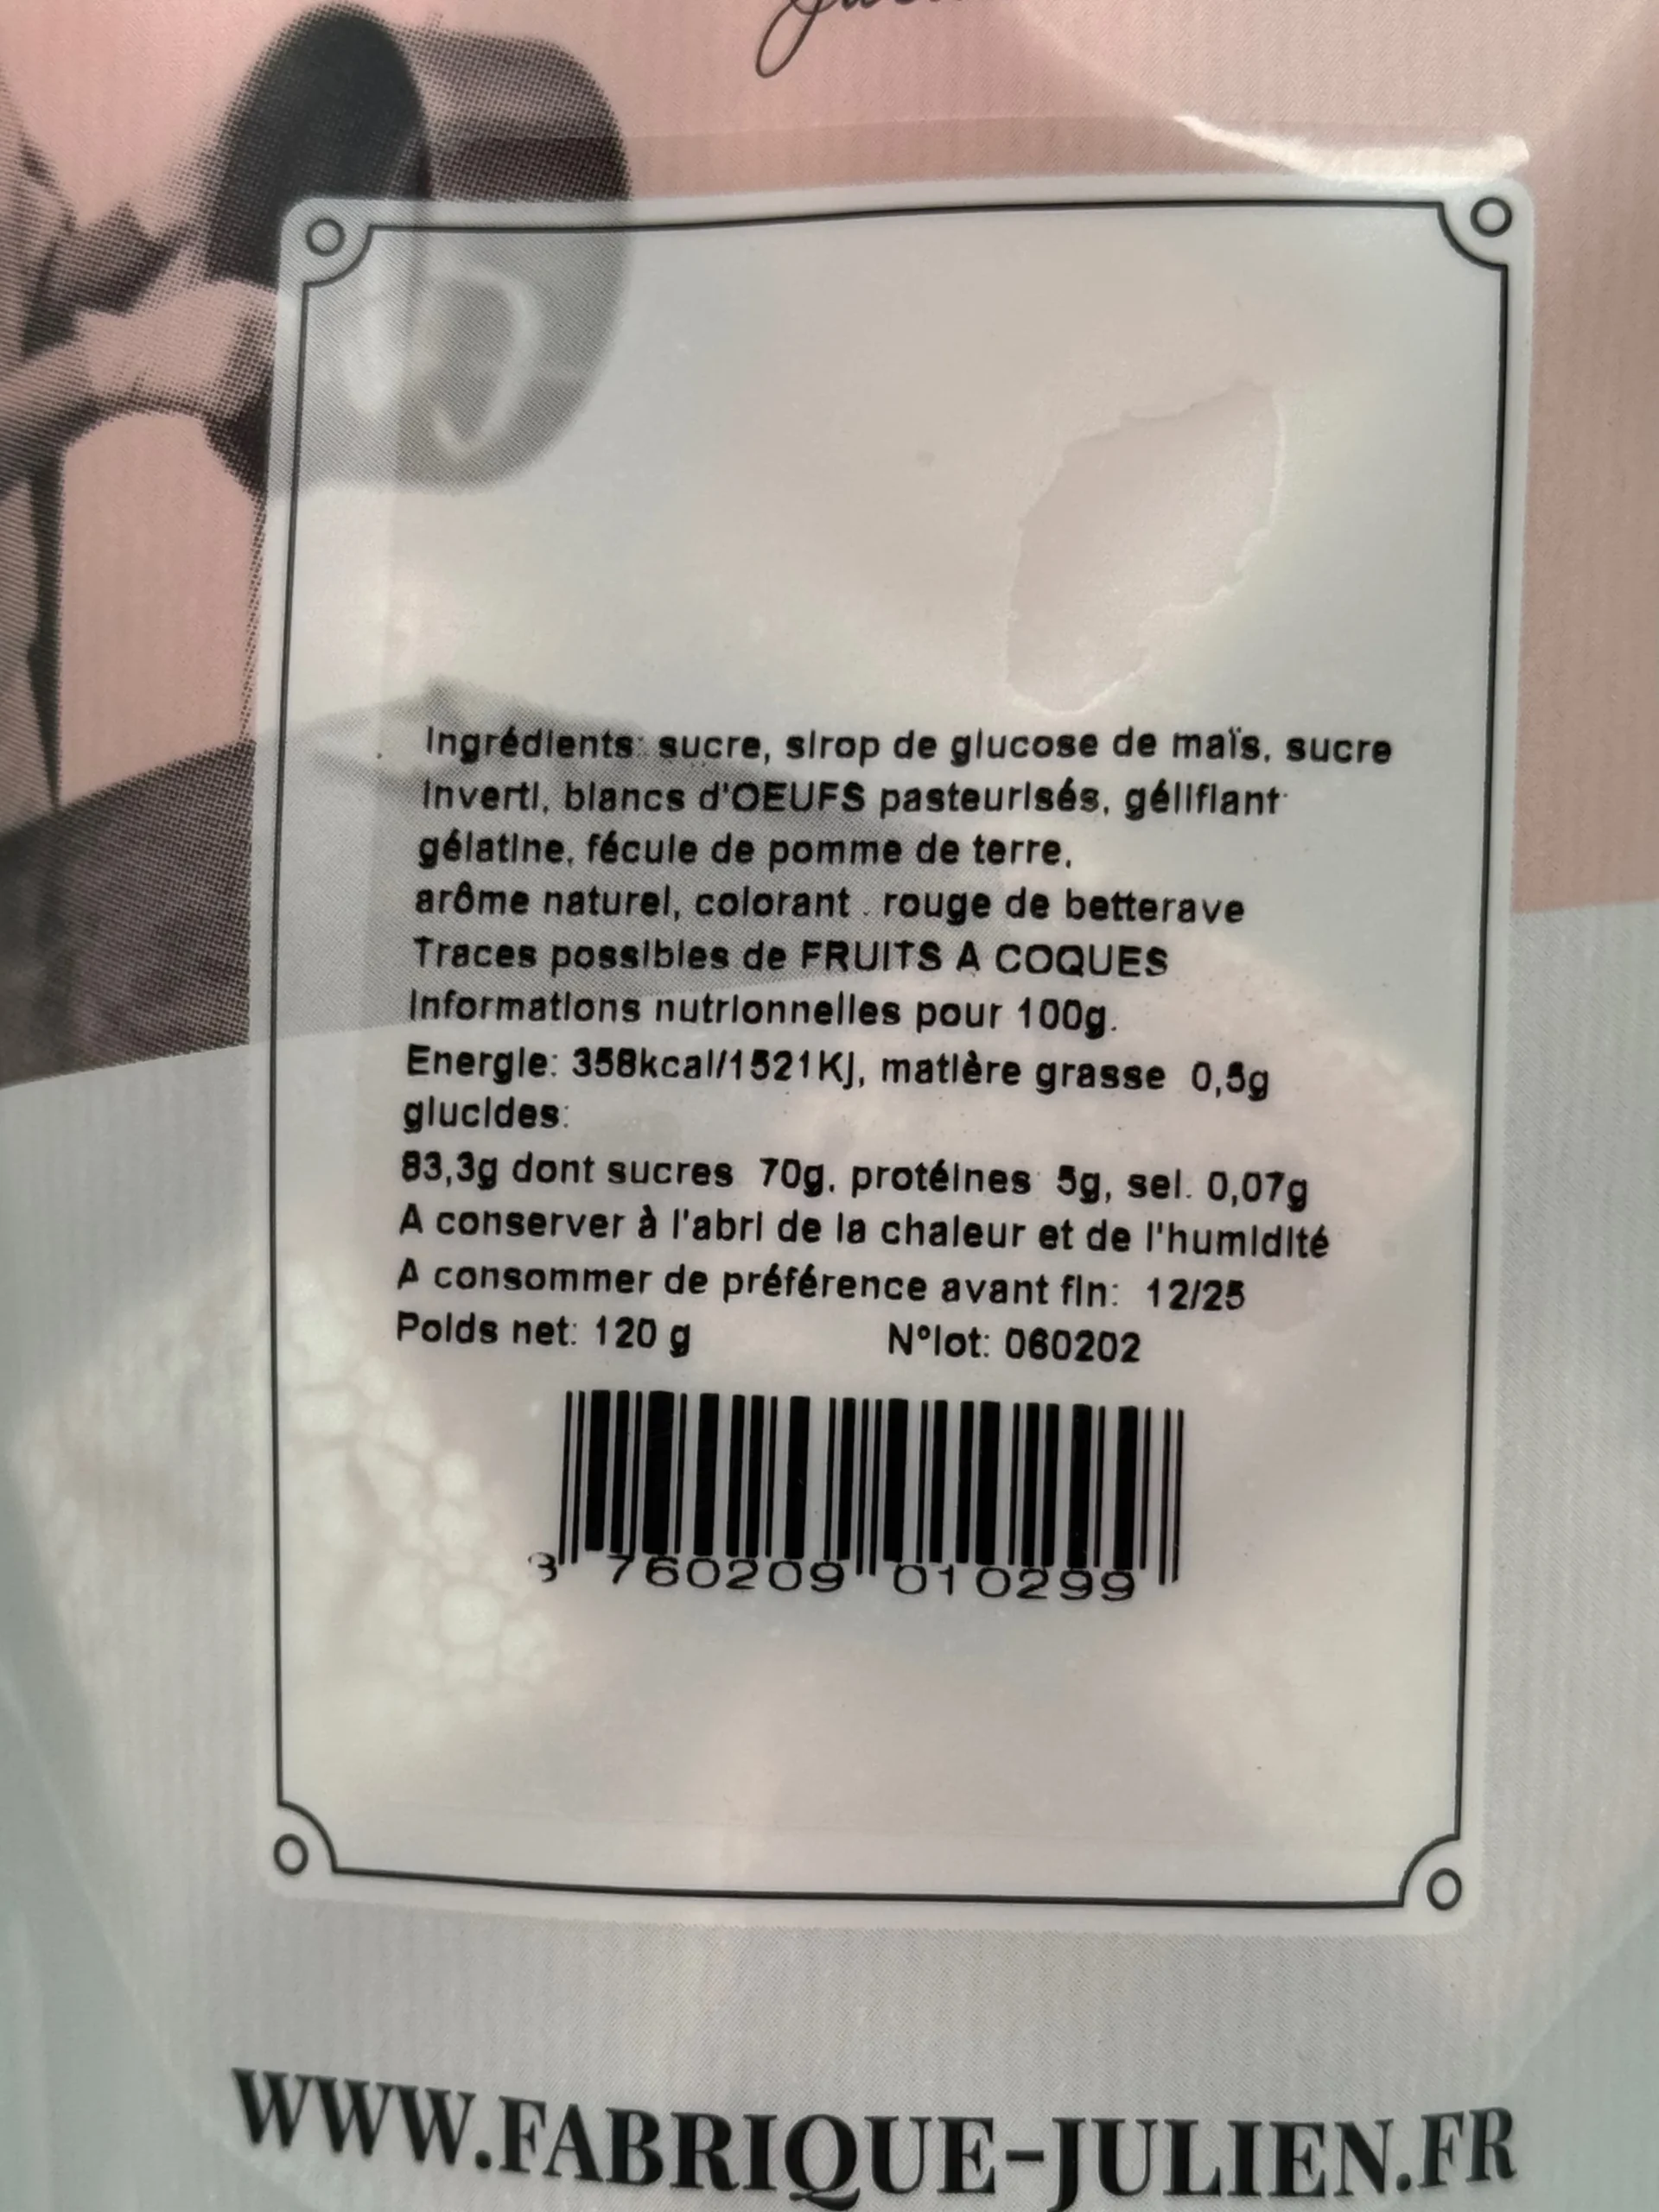 Ingrédients: sucre, sirop de glucose de maïs, sucre
inverti, blancs d'OEUFS pasteurisés, gélifiant:
gélatine, fécule de pomme de terre,
arôme naturel, colorant : rouge de betterave
Traces possibles de FRUITS A COQUES
Informations nutrionnelles pour 100g.
Energie: 358kcal/1521KJ, matière grasse 0,5g
glucides:
83,3g dont sucres 70g, protéines 5g, sel. 0,07g
A conserver à l'abri de la chaleur et de l'humidité
A consommer de préférence avant fin: 12/25
Poids net: 120 g N°lot: 060202
3 760209 010299
WWW.FABRIQUE-JULIEN.FR